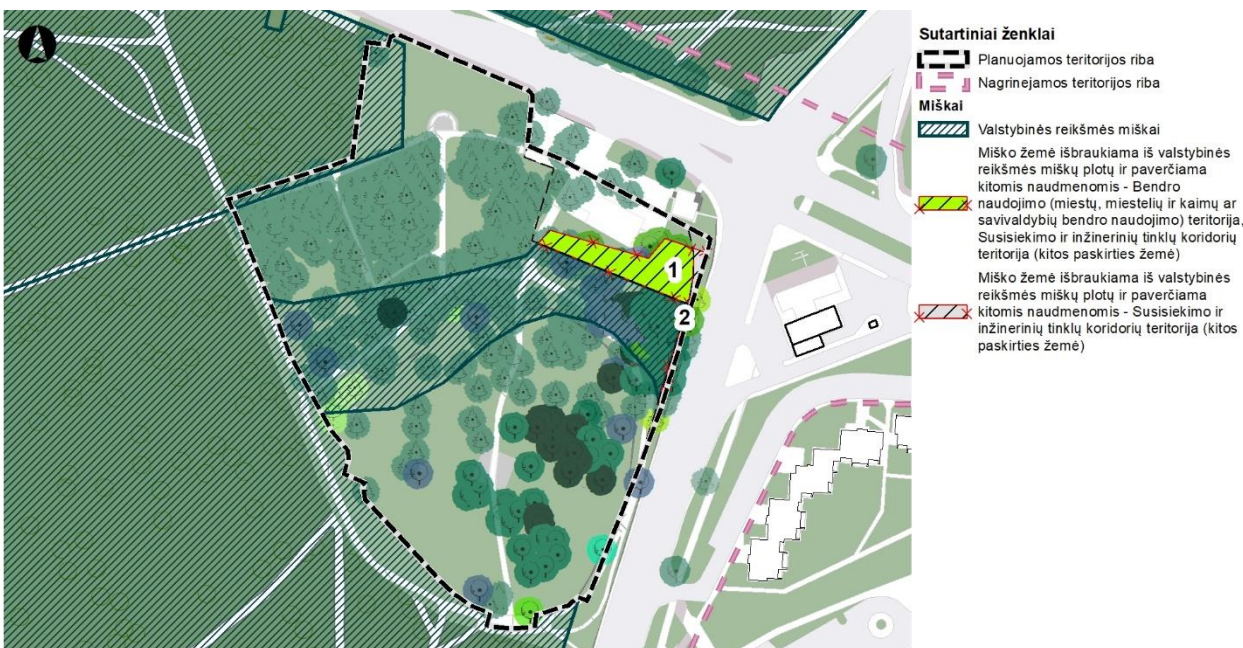 Sutartiniai ženklai
Planuojamos teritorijos riba
Nagrinejamos teritorijos riba
Miškai
Valstybinės reikšmės miškai
Miško žemė išbraukiama iš valstybinės
reikšmės miškų plotų ir paverčiama
kitomis naudmenomis - Bendro
naudojimo (miestų, miestelių ir kaimų ar
savivaldybių bendro naudojimo) teritorija,
Susisiekimo ir inžinerinių tinklų koridorių
teritorija (kitos paskirties žemė)
Miško žemė išbraukiama iš valstybinės
reikšmės miškų plotų ir paverčiama
kitomis naudmenomis - Susisiekimo ir
inžinerinių tinklų koridorių teritorija (kitos
paskirties žemė)
1
2